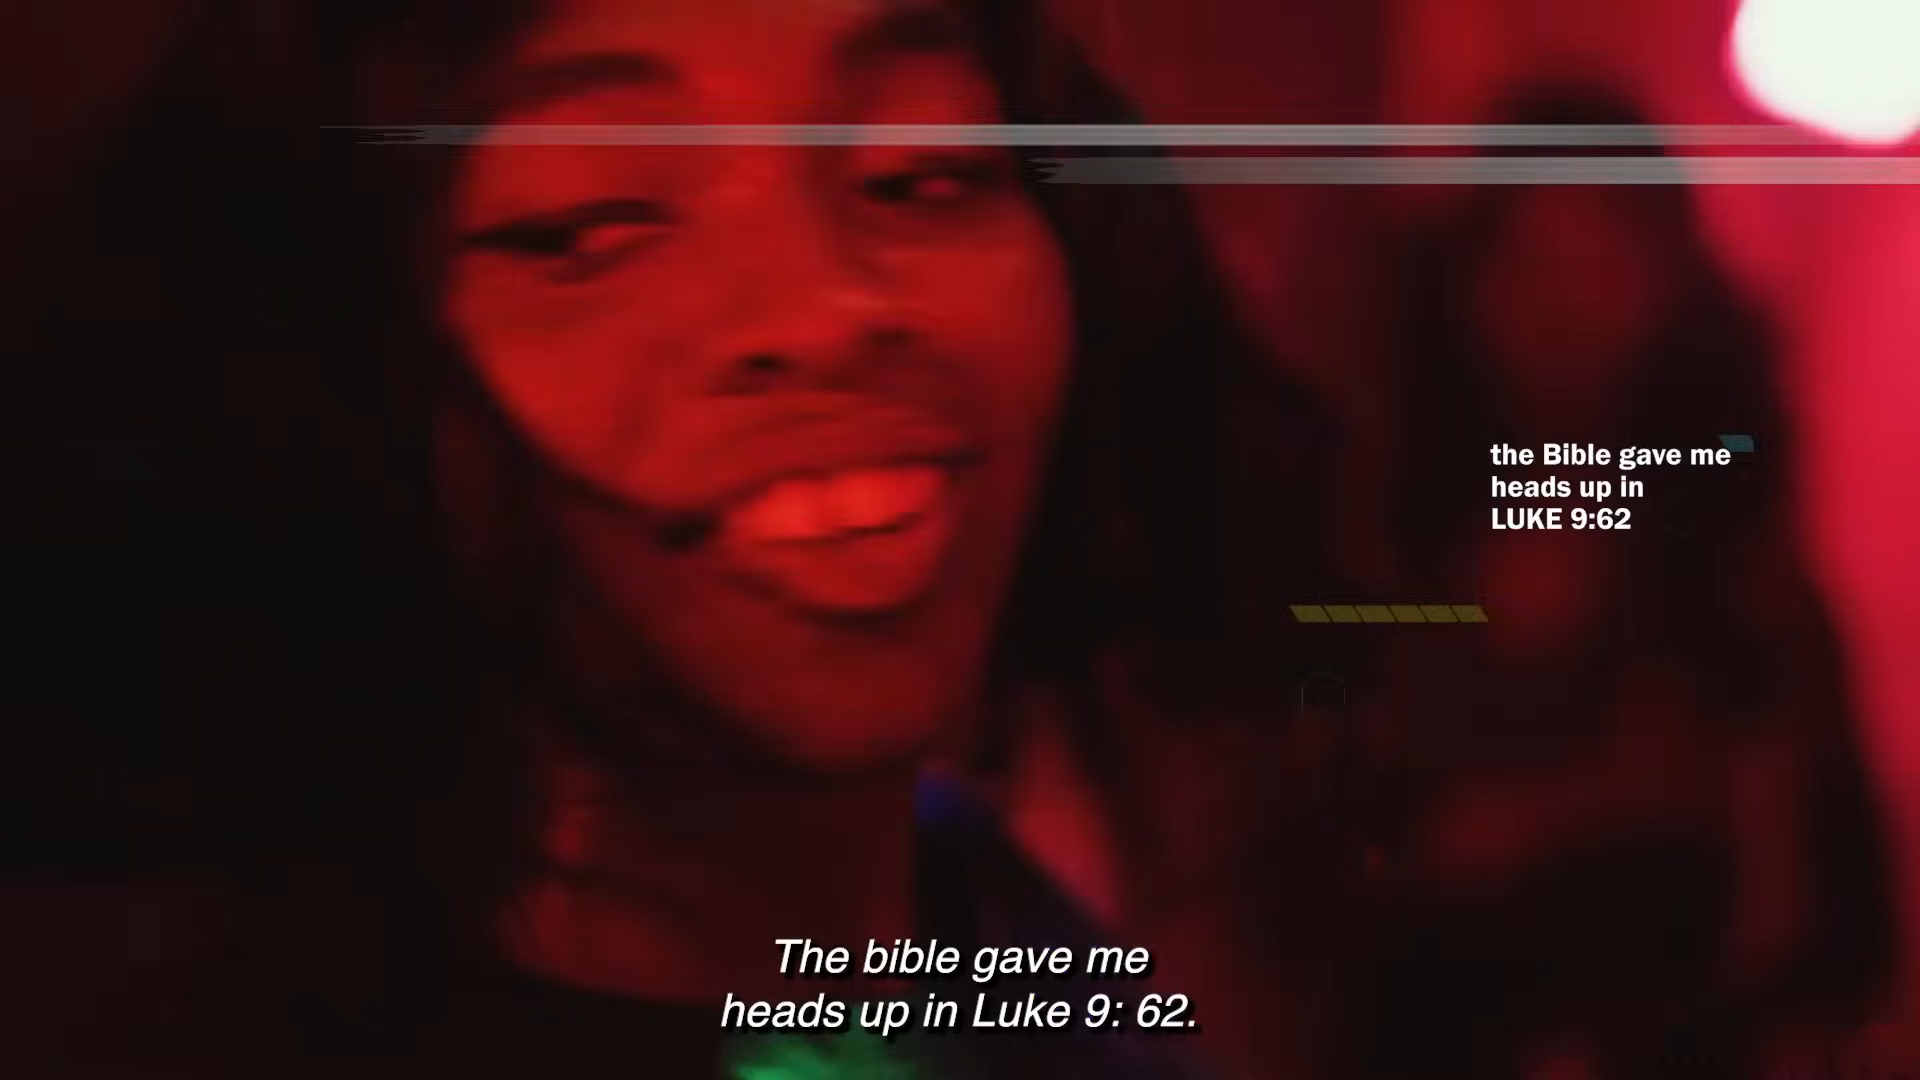 the Bible gave me
heads up in
LUKE 9:62
The bible gave me
heads up in Luke 9: 62.